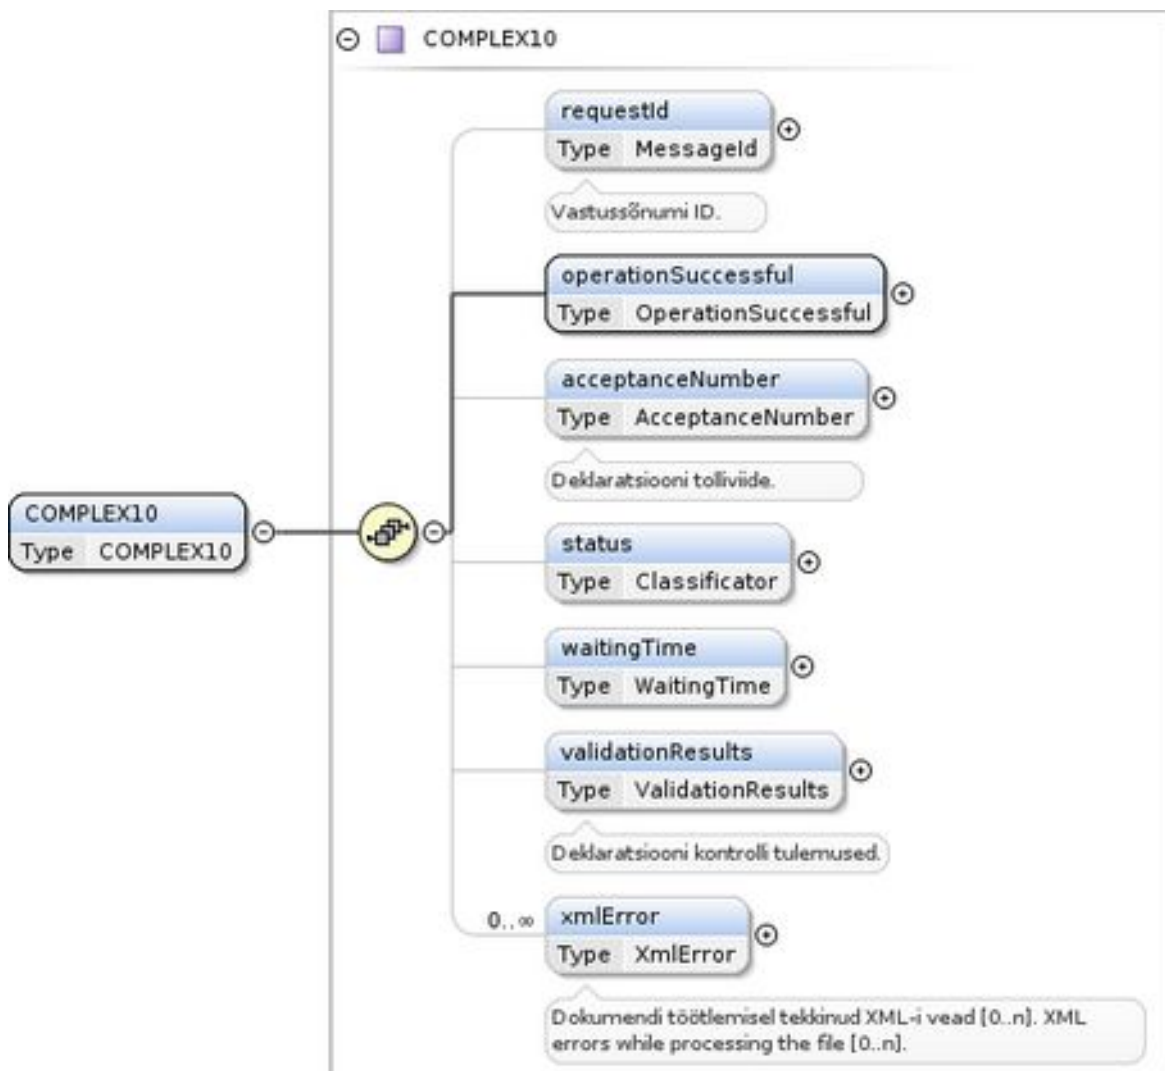 COMPLEX10
requestId
Type MessageId
Vastussõnumi ID.
operationSuccessful
Type OperationSuccessful
acceptanceNumber
Type AcceptanceNumber
Deklaratsiooni tolliviide.
COMPLEX10
Type COMPLEX10
status
Type Classificator
waitingTime
Type WaitingTime
validationResults
Type ValidationResults
Deklaratsiooni kontrolli tulemused.
0..∞
xmlError
Type XmlError
Dokumendi töötlemisel tekkinud XML-i vead [0..n]. XML
errors while processing the file [0..n].